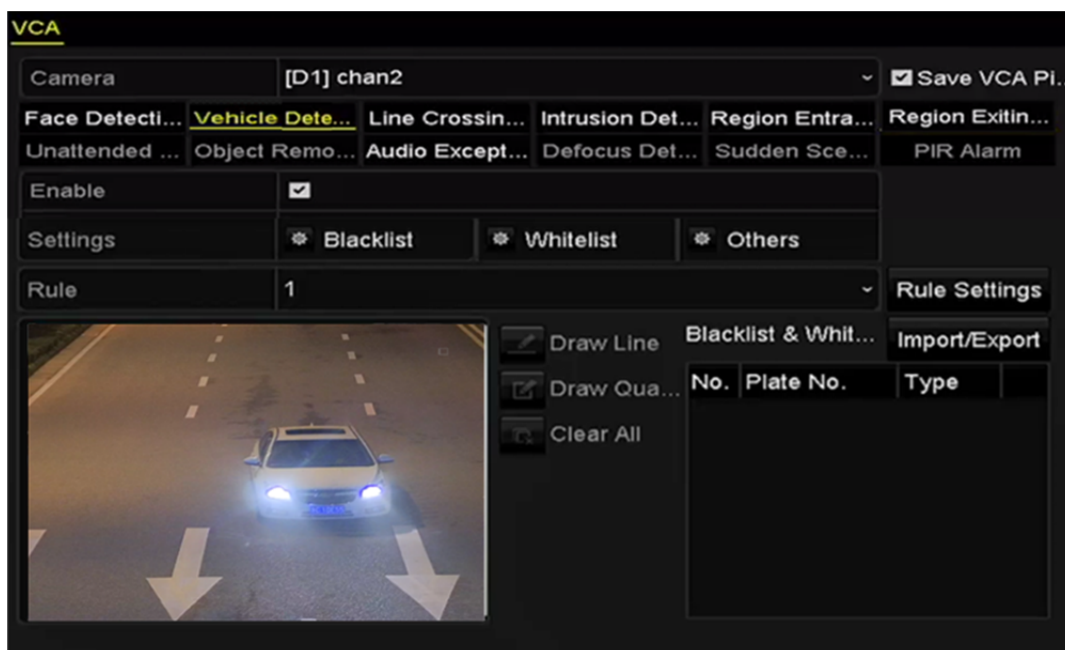 VCA
Camera [D1] chan2 Save VCA Pi..
Face Detecti... Vehicle Dete... Line Crossin... Intrusion Det... Region Entra... Region Exitin...
Unattended ... Object Remo... Audio Except... Defocus Det... Sudden Sce... PIR Alarm
Enable
Settings Blacklist Whitelist Others
Rule 1 Rule Settings
Draw Line Blacklist & Whit... Import/Export
Draw Qua... No. Plate No. Type
Clear All